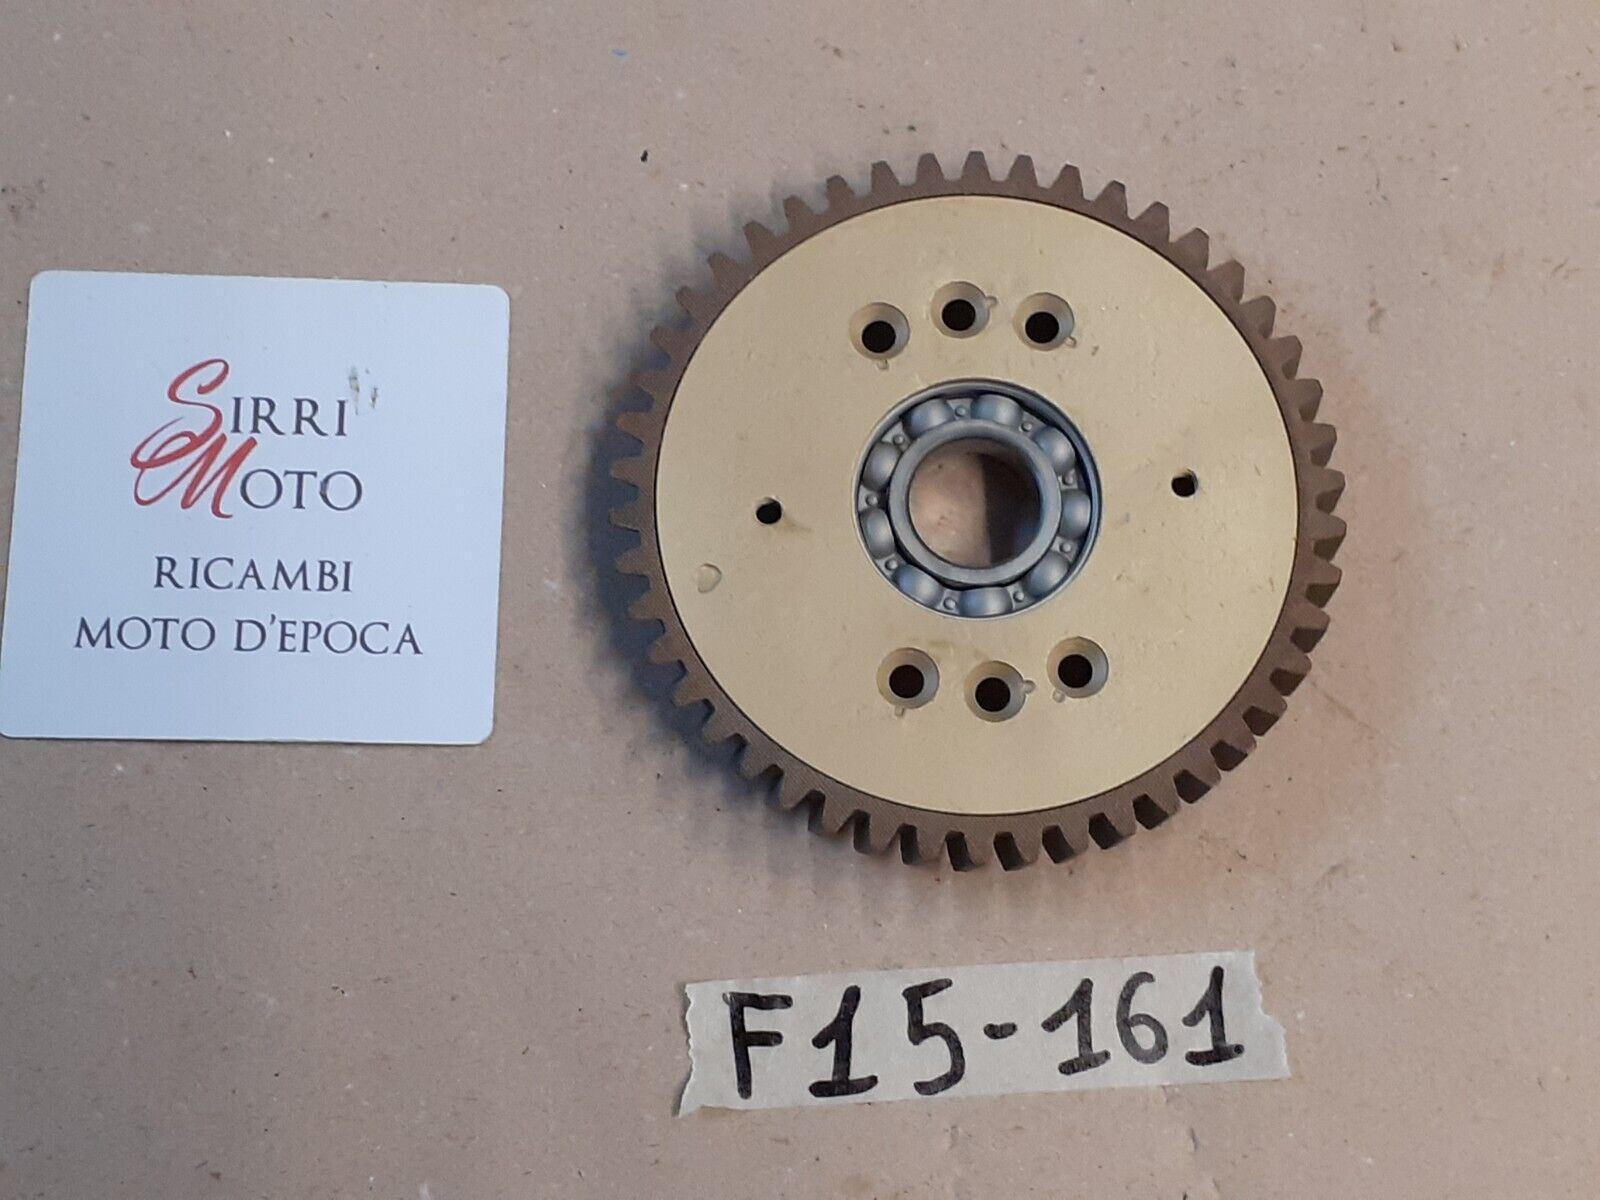 SIRRI
MOTO
RICAMBI
MOTO D'EPOCA
F15-161